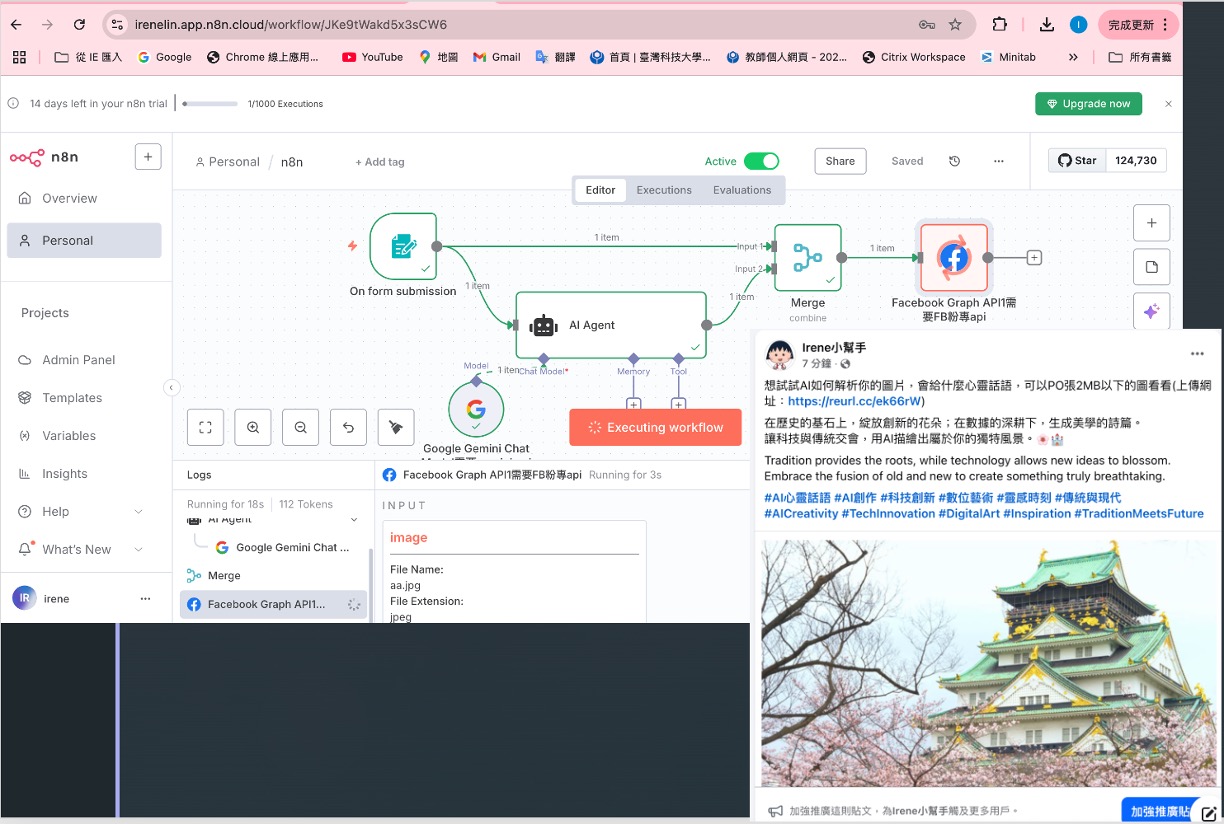 irenelin.app.n8n.cloud/workflow/JKe9tWakd5x3sCW6
完成更新
從 IE 匯入
Google
Chrome 線上應用...
YouTube
地圖
Gmail
翻譯
首頁 | 臺灣科技大學...
教師個人網頁 - 202...
Citrix Workspace
Minitab
»
所有書籤
14 days left in your n8n trial
1/1000 Executions
Upgrade now
n8n
Overview
Personal
Projects
Admin Panel
Templates
Variables
Insights
Help
What's New
IR
irene
Personal / n8n
+ Add tag
Active
Share
Saved
Star
124,730
Editor
Executions
Evaluations
On form submission
1 item
1 item
AI Agent
Model
1 item
Chat Model*
Memory
Tool
Google Gemini Chat
1 item
Input 1
Input 2
Merge
combine
1 item
Facebook Graph API1需
要FB粉專api
Executing workflow
Logs
Running for 18s
112 Tokens
AI Agent
Google Gemini Chat ...
Merge
Facebook Graph API1...
Facebook Graph API1需要FB粉專api
Running for 3s
INPUT
image
File Name:
aa.jpg
File Extension:
jpeg
Irene小幫手
7 分鐘 ·
想試試AI如何解析你的圖片，會給什麼心靈話語，可以PO張2MB以下的圖看看(上傳網
址：https://reurl.cc/ek66rW)
在歷史的基石上，綻放創新的花朵；在數據的深耕下，生成美學的詩篇。
讓科技與傳統交會，用AI描繪出屬於你的獨特風景。🌸🏯
Tradition provides the roots, while technology allows new ideas to blossom.
Embrace the fusion of old and new to create something truly breathtaking.
#AI心靈話語 #AI創作 #科技創新 #數位藝術 #靈感時刻 #傳統與現代
#AICreativity #TechInnovation #DigitalArt #Inspiration #TraditionMeetsFuture
加強推廣這則貼文，為Irene小幫手觸及更多用戶。
加強推廣貼